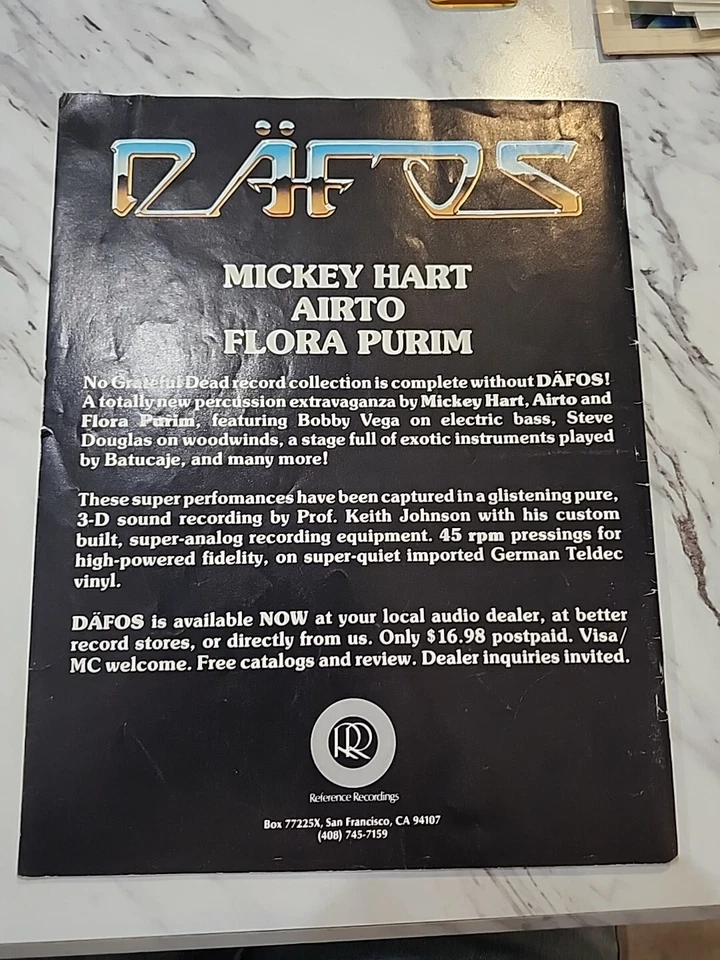 DÄFOS
MICKEY HART
AIRTO
FLORA PURIM
No Grateful Dead record collection is complete without DÄFOS!
A totally new percussion extravaganza by Mickey Hart, Airto and
Flora Purim, featuring Bobby Vega on electric bass, Steve
Douglas on woodwinds, a stage full of exotic instruments played
by Batucaje, and many more!
These super perfomances have been captured in a glistening pure,
3-D sound recording by Prof. Keith Johnson with his custom
built, super-analog recording equipment. 45 rpm pressings for
high-powered fidelity, on super-quiet imported German Teldec
vinyl.
DÄFOS is available NOW at your local audio dealer, at better
record stores, or directly from us. Only $16.98 postpaid. Visa/
MC welcome. Free catalogs and review. Dealer inquiries invited.
RR
Reference Recordings
Box 77225X, San Francisco, CA 94107
(408) 745-7159